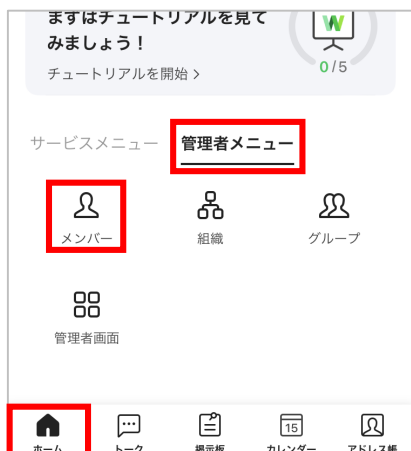 まずはチュートリアルを見て
みましょう！
チュートリアルを開始 >
W
0/5
サービスメニュー 管理者メニュー
メンバー 組織 グループ
管理者画面
15
ホーム トーク 掲示板 カレンダー アドレス帳